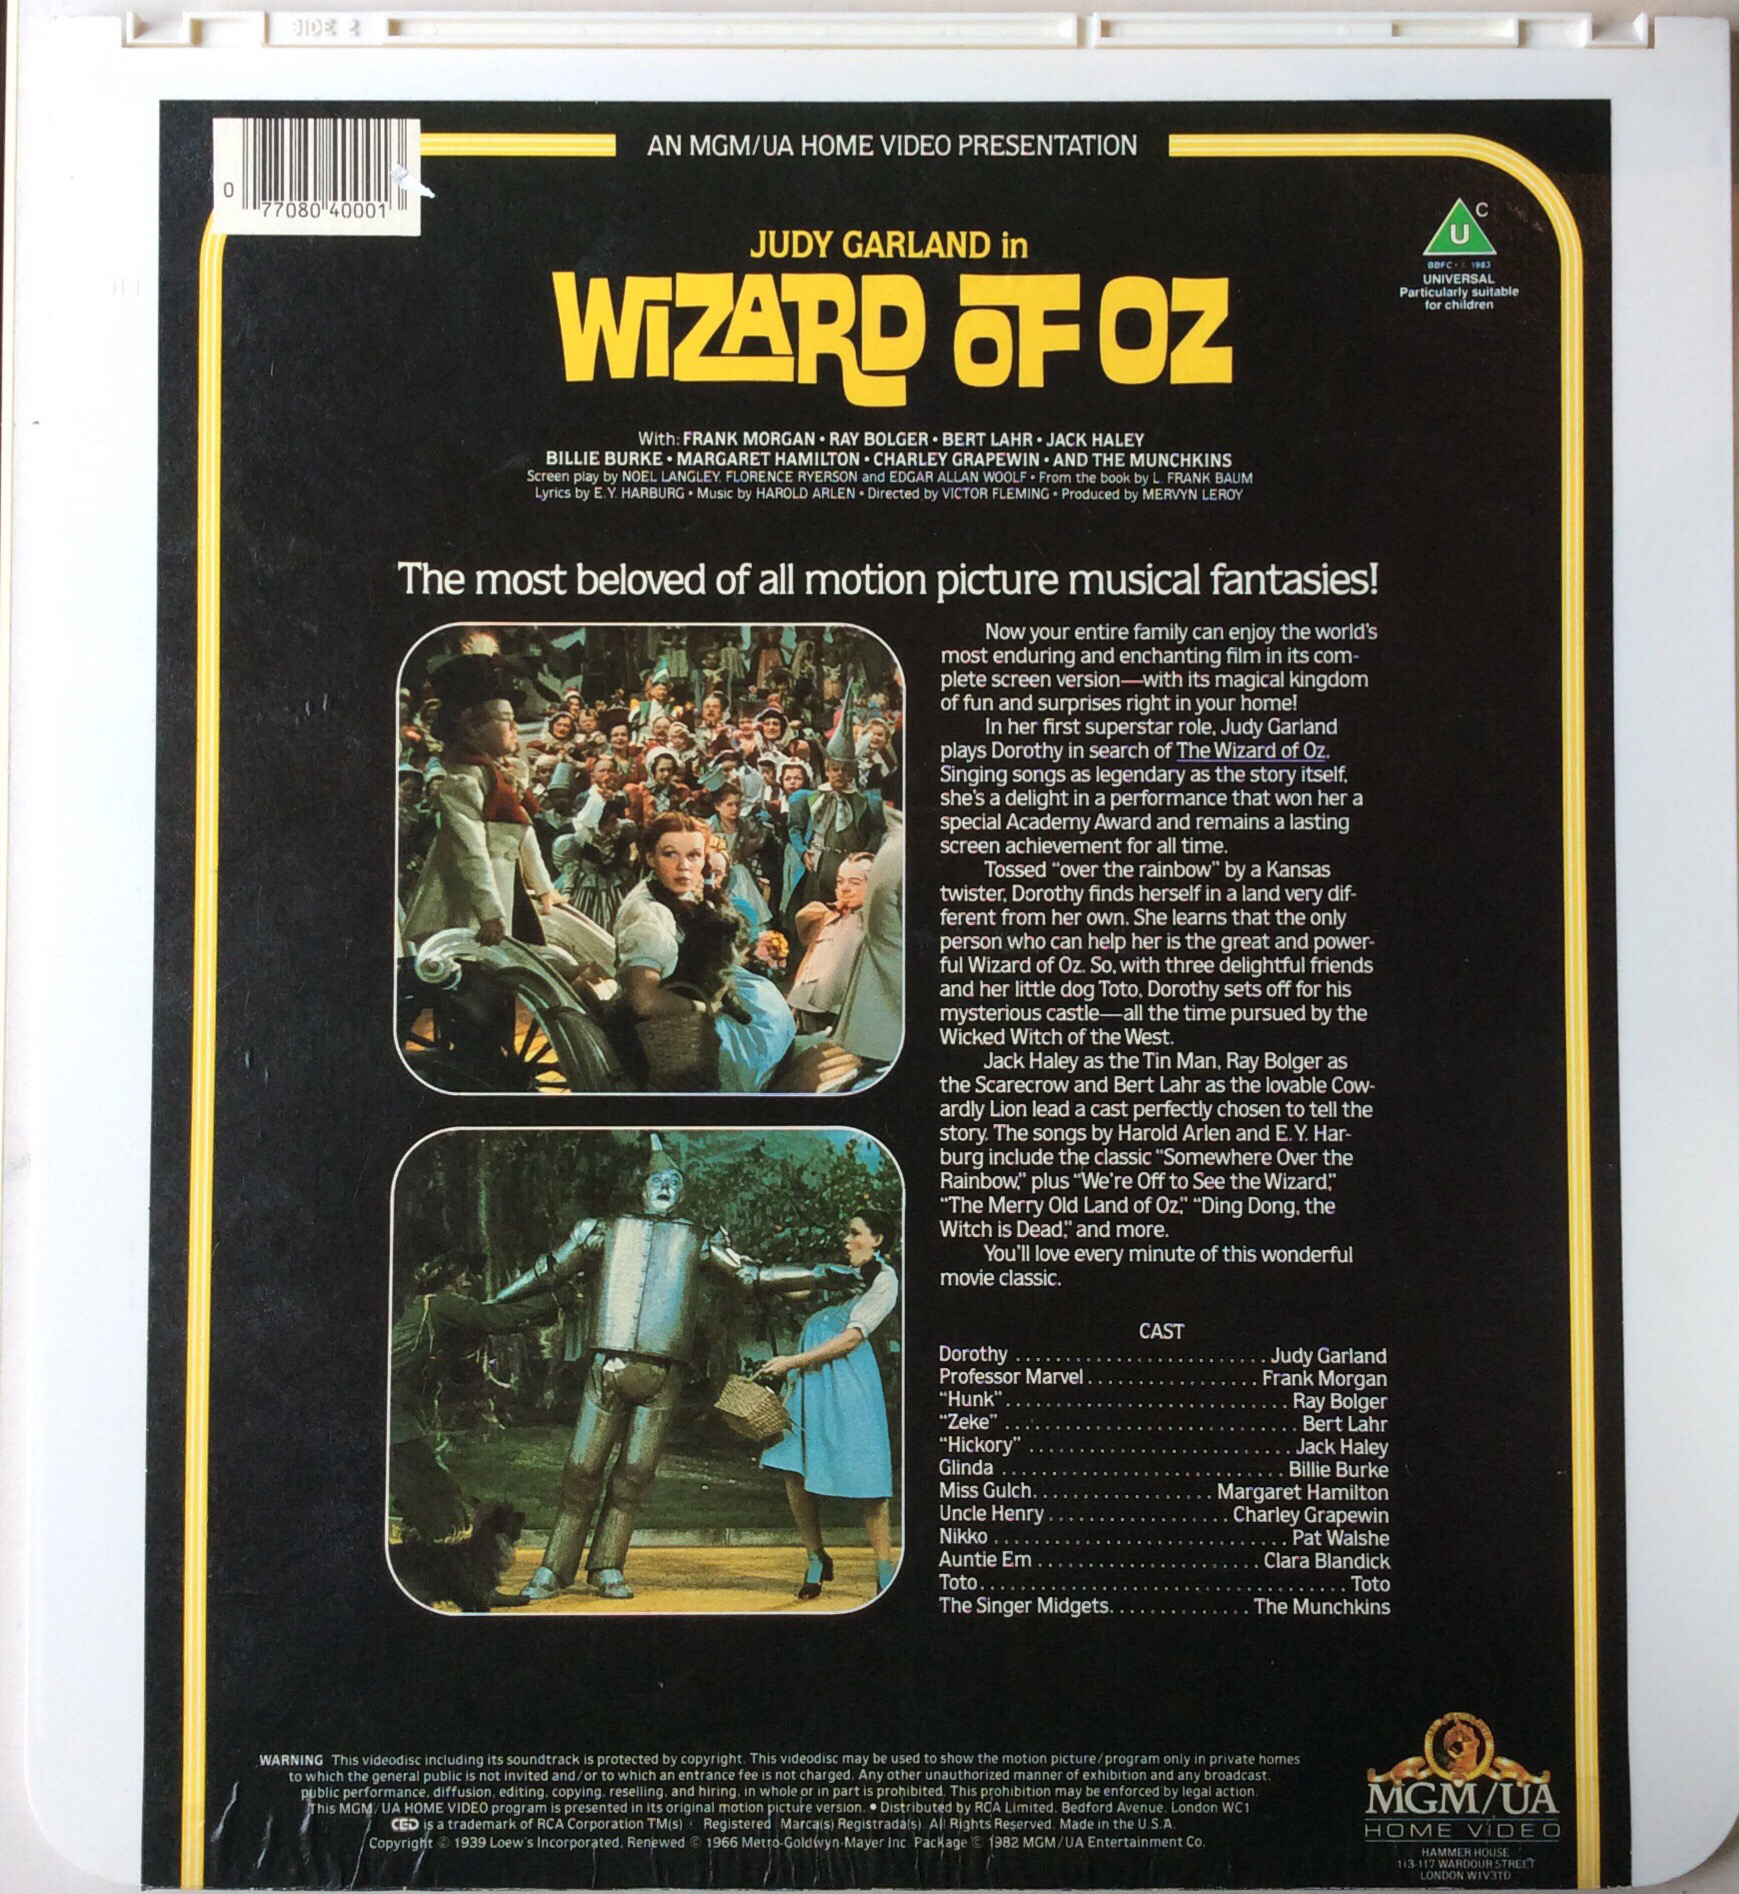 SIDE 2
0 77080 40001
AN MGM/UA HOME VIDEO PRESENTATION
U C
BBFC 1983
UNIVERSAL
Particularly suitable
for children
JUDY GARLAND in
WIZARD OF OZ
With: FRANK MORGAN • RAY BOLGER • BERT LAHR • JACK HALEY
BILLIE BURKE • MARGARET HAMILTON • CHARLEY GRAPEWIN • AND THE MUNCHKINS
Screen play by NOEL LANGLEY, FLORENCE RYERSON and EDGAR ALLAN WOOLF • From the book by L. FRANK BAUM
Lyrics by E.Y. HARBURG • Music by HAROLD ARLEN • Directed by VICTOR FLEMING • Produced by MERVYN LEROY
The most beloved of all motion picture musical fantasies!
Now your entire family can enjoy the world's
most enduring and enchanting film in its com-
plete screen version—with its magical kingdom
of fun and surprises right in your home!
In her first superstar role, Judy Garland
plays Dorothy in search of The Wizard of Oz.
Singing songs as legendary as the story itself,
she's a delight in a performance that won her a
special Academy Award and remains a lasting
screen achievement for all time.
Tossed "over the rainbow" by a Kansas
twister, Dorothy finds herself in a land very dif-
ferent from her own. She learns that the only
person who can help her is the great and power-
ful Wizard of Oz. So, with three delightful friends
and her little dog Toto, Dorothy sets off for his
mysterious castle—all the time pursued by the
Wicked Witch of the West.
Jack Haley as the Tin Man, Ray Bolger as
the Scarecrow and Bert Lahr as the lovable Cow-
ardly Lion lead a cast perfectly chosen to tell the
story. The songs by Harold Arlen and E.Y. Har-
burg include the classic "Somewhere Over the
Rainbow," plus "We're Off to See the Wizard,"
"The Merry Old Land of Oz," "Ding Dong, the
Witch is Dead," and more.
You'll love every minute of this wonderful
movie classic.
CAST
Dorothy ........................ Judy Garland
Professor Marvel ................ Frank Morgan
"Hunk" ........................... Ray Bolger
"Zeke" ............................ Bert Lahr
"Hickory" ......................... Jack Haley
Glinda ........................... Billie Burke
Miss Gulch .................. Margaret Hamilton
Uncle Henry .................. Charley Grapewin
Nikko ............................ Pat Walshe
Auntie Em ...................... Clara Blandick
Toto .................................. Toto
The Singer Midgets .............. The Munchkins
WARNING This videodisc including its soundtrack is protected by copyright. This videodisc may be used to show the motion picture/program only in private homes
to which the general public is not invited and/or to which an entrance fee is not charged. Any other unauthorized manner of exhibition and any broadcast,
public performance, diffusion, editing, copying, reselling, and hiring, in whole or in part is prohibited. This prohibition may be enforced by legal action.
This MGM/UA HOME VIDEO program is presented in its original motion picture version. • Distributed by RCA Limited, Bedford Avenue, London WC1
CED is a trademark of RCA Corporation TM(s) Registered Marca(s) Registrada(s). All Rights Reserved. Made in the U.S.A.
Copyright © 1939 Loew's Incorporated. Renewed © 1966 Metro-Goldwyn-Mayer Inc. Package © 1982 MGM/UA Entertainment Co.
MGM/UA
HOME VIDEO
HAMMER HOUSE
113-117 WARDOUR STREET
LONDON W1V3TD